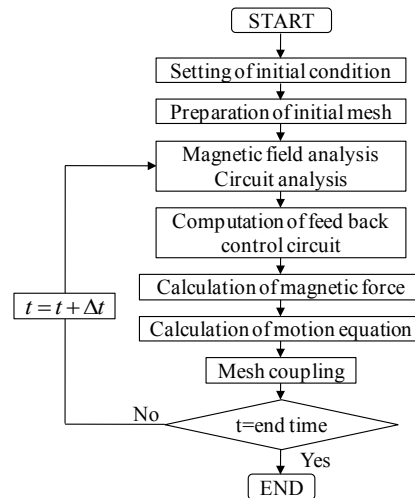 START
Setting of initial condition
Preparation of initial mesh
Magnetic field analysis
Circuit analysis
Computation of feed back
control circuit
Calculation of magnetic force
t = t + Δt
Calculation of motion equation
Mesh coupling
No
t=end time
Yes
END